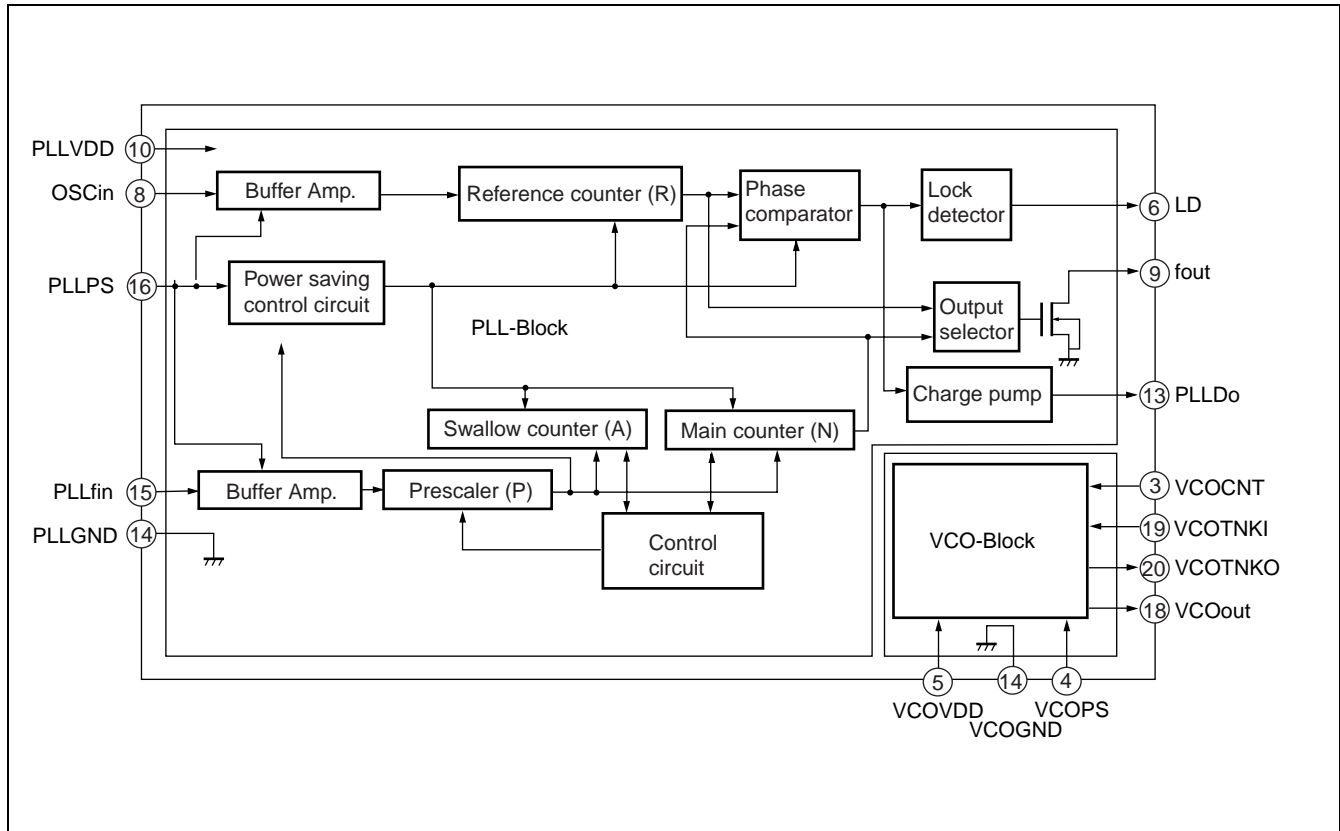 PLLVDD 10
OSCin 8
Buffer Amp.
Reference counter (R)
Phase
comparator
Lock
detector
6 LD
PLLPS 16
Power saving
control circuit
PLL-Block
9 fout
Output
selector
Charge pump
13 PLLDo
Swallow counter (A)
Main counter (N)
PLLfin 15
Buffer Amp.
Prescaler (P)
PLLGND 14
Control
circuit
VCO-Block
3 VCOCNT
19 VCOTNKI
20 VCOTNKO
18 VCOout
5
14
4
VCOVDD
VCOPS
VCOGND